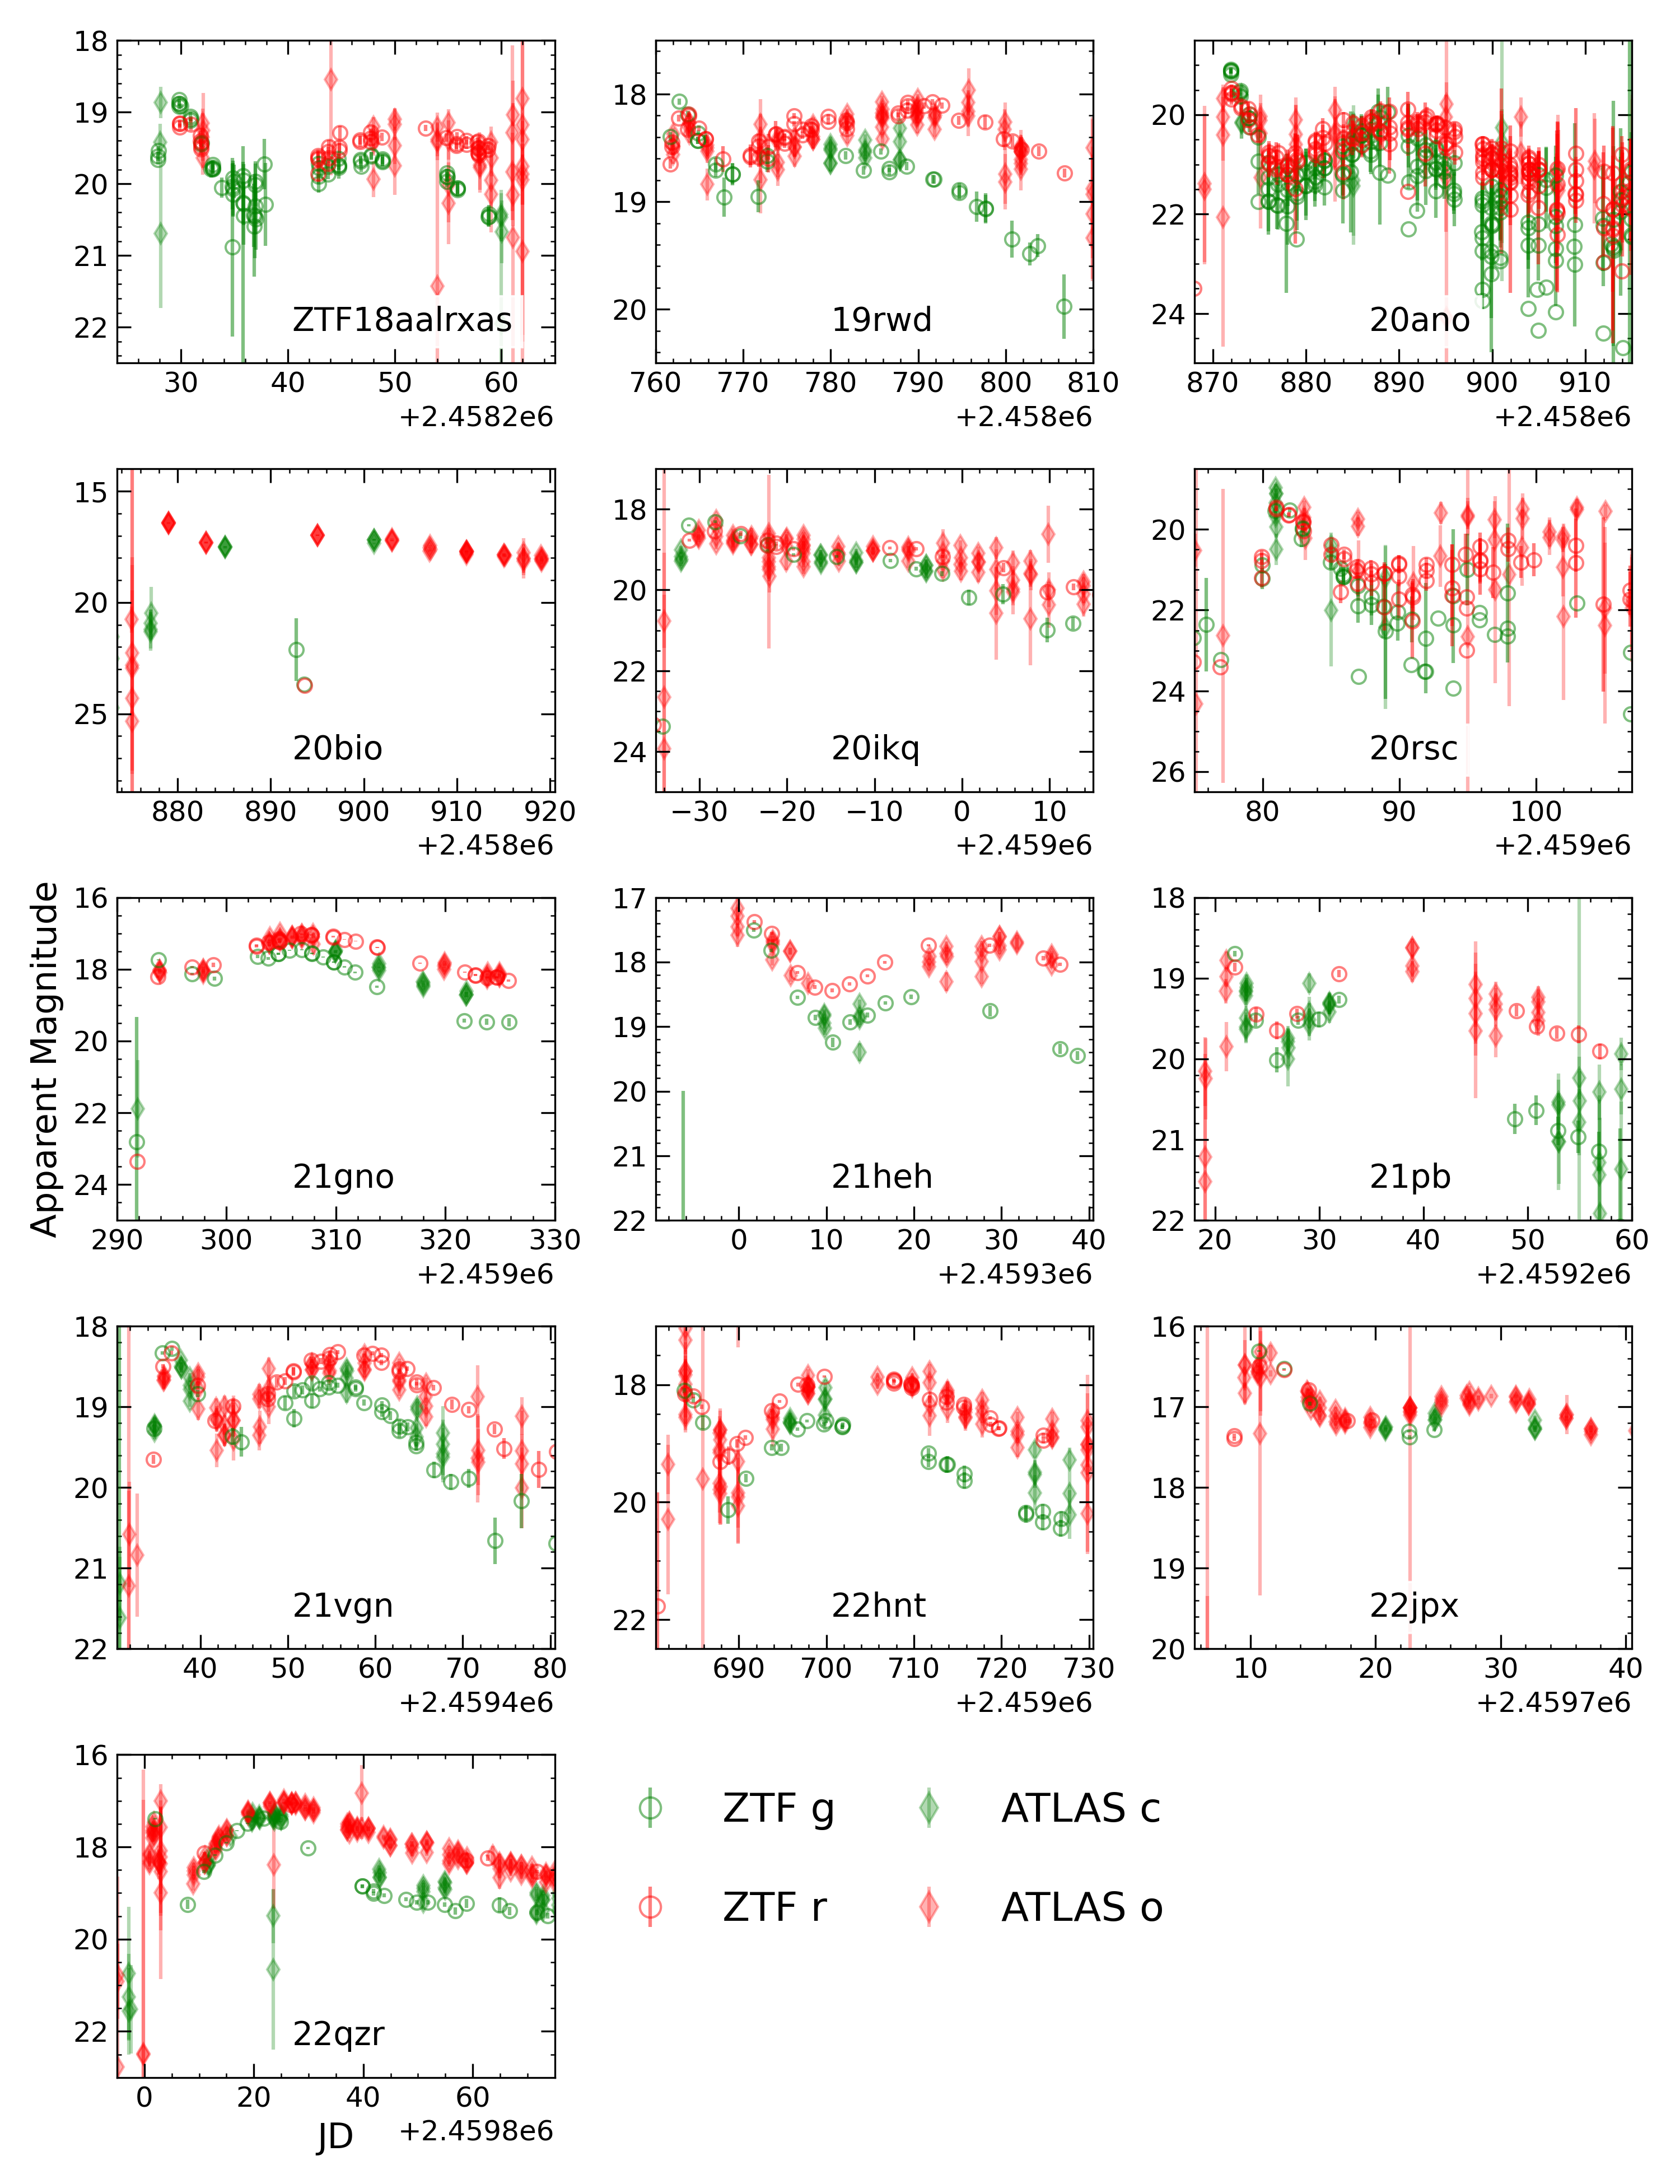 18
19
20
21
22
ZTF18aalrxas
30 40 50 60
+2.4582e6
18
19
20
19rwd
760 770 780 790 800 810
+2.458e6
20
22
24
20ano
870 880 890 900 910
+2.458e6
15
20
25
20bio
880 890 900 910 920
+2.458e6
18
20
22
24
20ikq
−30 −20 −10 0 10
+2.459e6
20
22
24
26
20rsc
80 90 100
+2.459e6
Apparent Magnitude
16
18
20
22
24
21gno
290 300 310 320 330
+2.459e6
17
18
19
20
21
22
21heh
0 10 20 30 40
+2.4593e6
18
19
20
21
22
21pb
20 30 40 50 60
+2.4592e6
18
19
20
21
22
21vgn
40 50 60 70 80
+2.4594e6
18
20
22
22hnt
690 700 710 720 730
+2.459e6
16
17
18
19
20
22jpx
10 20 30 40
+2.4597e6
16
18
20
22
22qzr
0 20 40 60
JD +2.4598e6
ZTF g ATLAS c
ZTF r ATLAS o